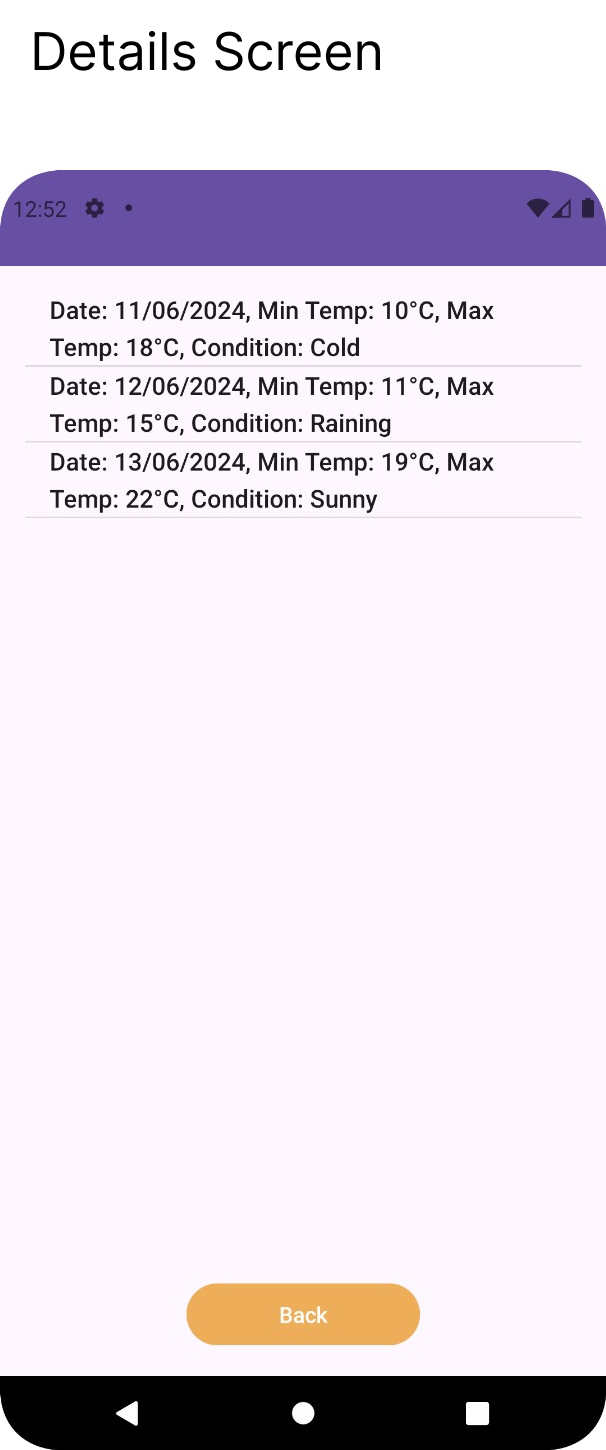 Details Screen
12:52
Date: 11/06/2024, Min Temp: 10°C, Max
Temp: 18°C, Condition: Cold
Date: 12/06/2024, Min Temp: 11°C, Max
Temp: 15°C, Condition: Raining
Date: 13/06/2024, Min Temp: 19°C, Max
Temp: 22°C, Condition: Sunny
Back